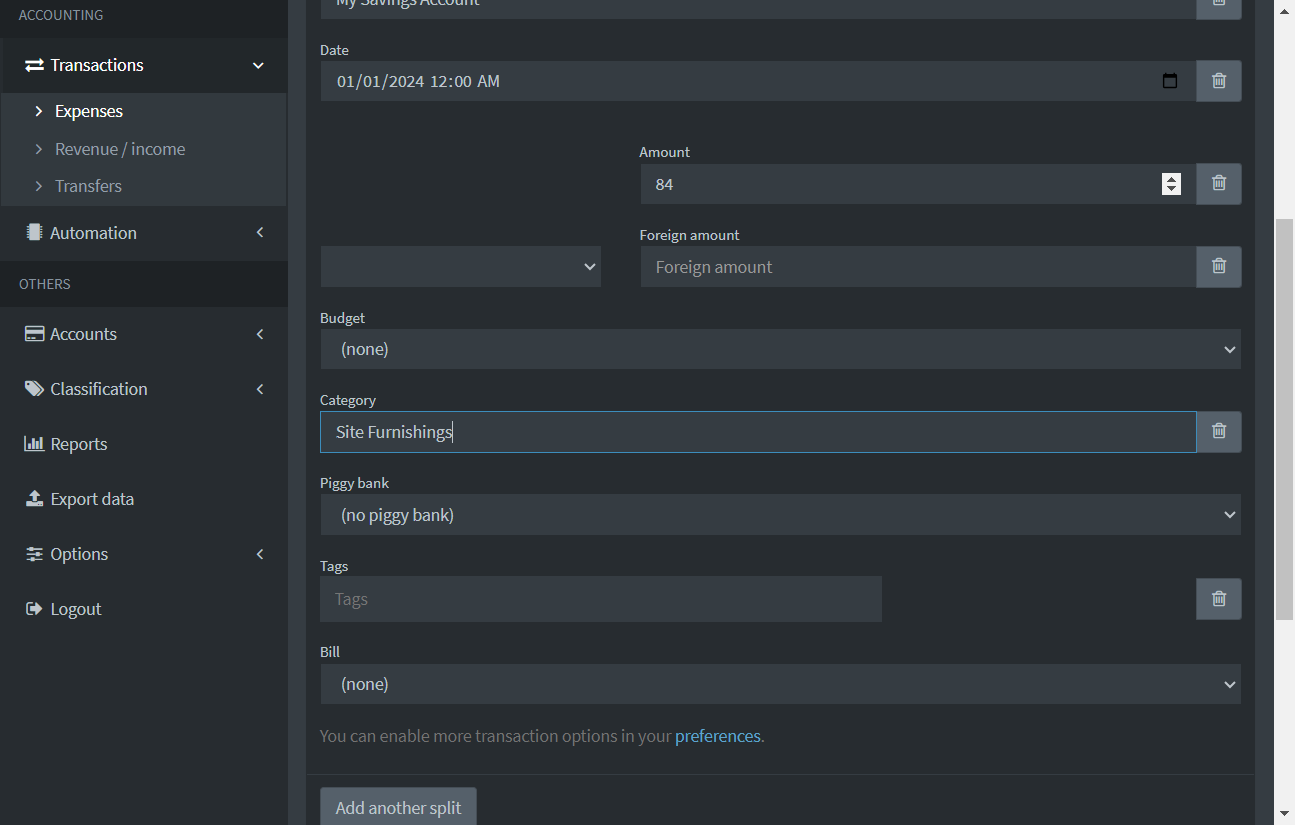 ACCOUNTING
Transactions
Expenses
Revenue / income
Transfers
Automation
OTHERS
Accounts
Classification
Reports
Export data
Options
Logout
My Savings Account
Date
01/01/2024 12:00 AM
Amount
84
Foreign amount
Foreign amount
Budget
(none)
Category
Site Furnishings
Piggy bank
(no piggy bank)
Tags
Tags
Bill
(none)
You can enable more transaction options in your preferences.
Add another split